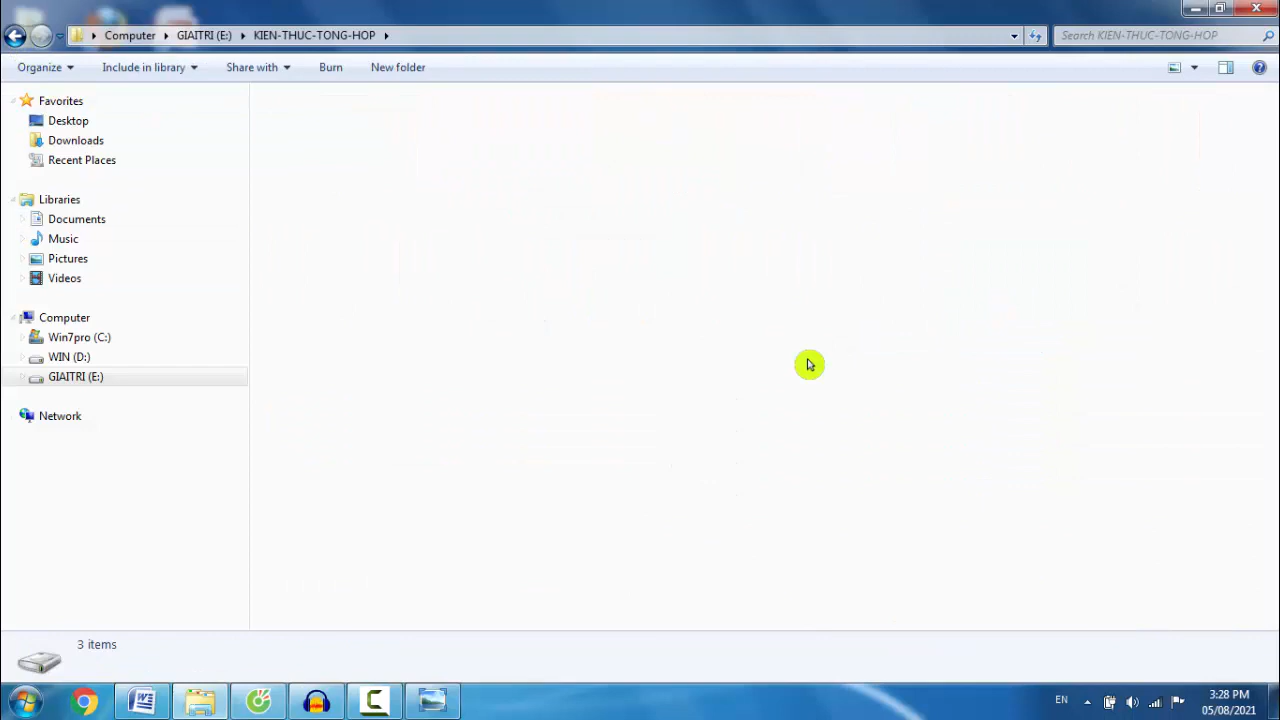 Computer
GIAITRI (E:)
KIEN-THUC-TONG-HOP
Search KIEN-THUC-TONG-HOP
Organize
Include in library
Share with
Burn
New folder
Favorites
Desktop
Downloads
Recent Places
Libraries
Documents
Music
Pictures
Videos
Computer
Win7pro (C:)
WIN (D:)
GIAITRI (E:)
Network
3 items
EN
3:28 PM
05/08/2021